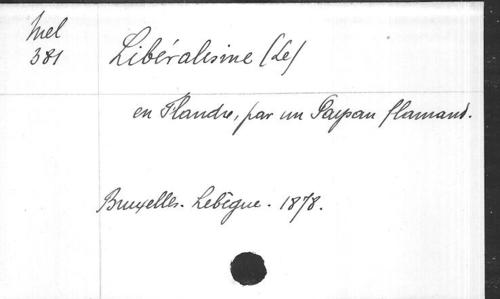 Mel
381
Libéralisme (Le)
en Flandre, par un Paysan flamand.
Bruxelles. Lebègue. 1878.